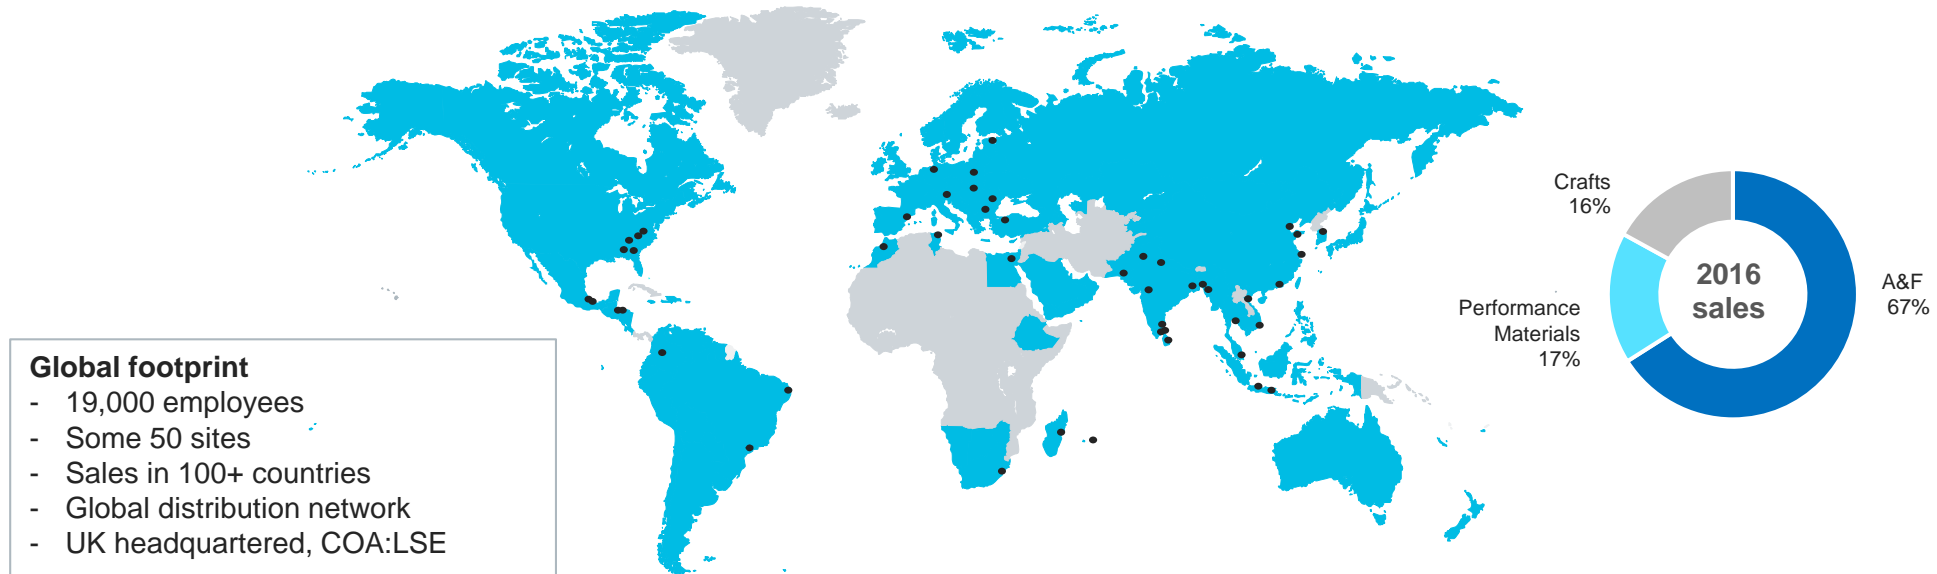 Global footprint
- 19,000 employees
- Some 50 sites
- Sales in 100+ countries
- Global distribution network
- UK headquartered, COA:LSE
Crafts
16%
Performance
Materials
17%
2016
sales
A&F
67%